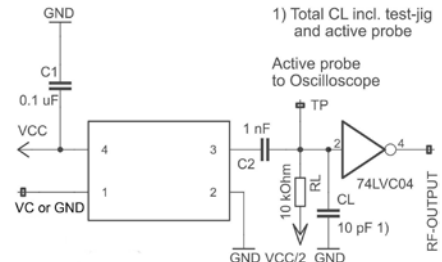 GND
1) Total CL incl. test-jig
and active probe
C1
0.1 uF
Active probe
to Oscilloscope
TP
1 nF
VCC
4
3
C2
2
4
74LVC04
1
2
VC or GND
10 kOhm
RL
CL
10 pF 1)
RF-OUTPUT
GND
VCC/2
GND